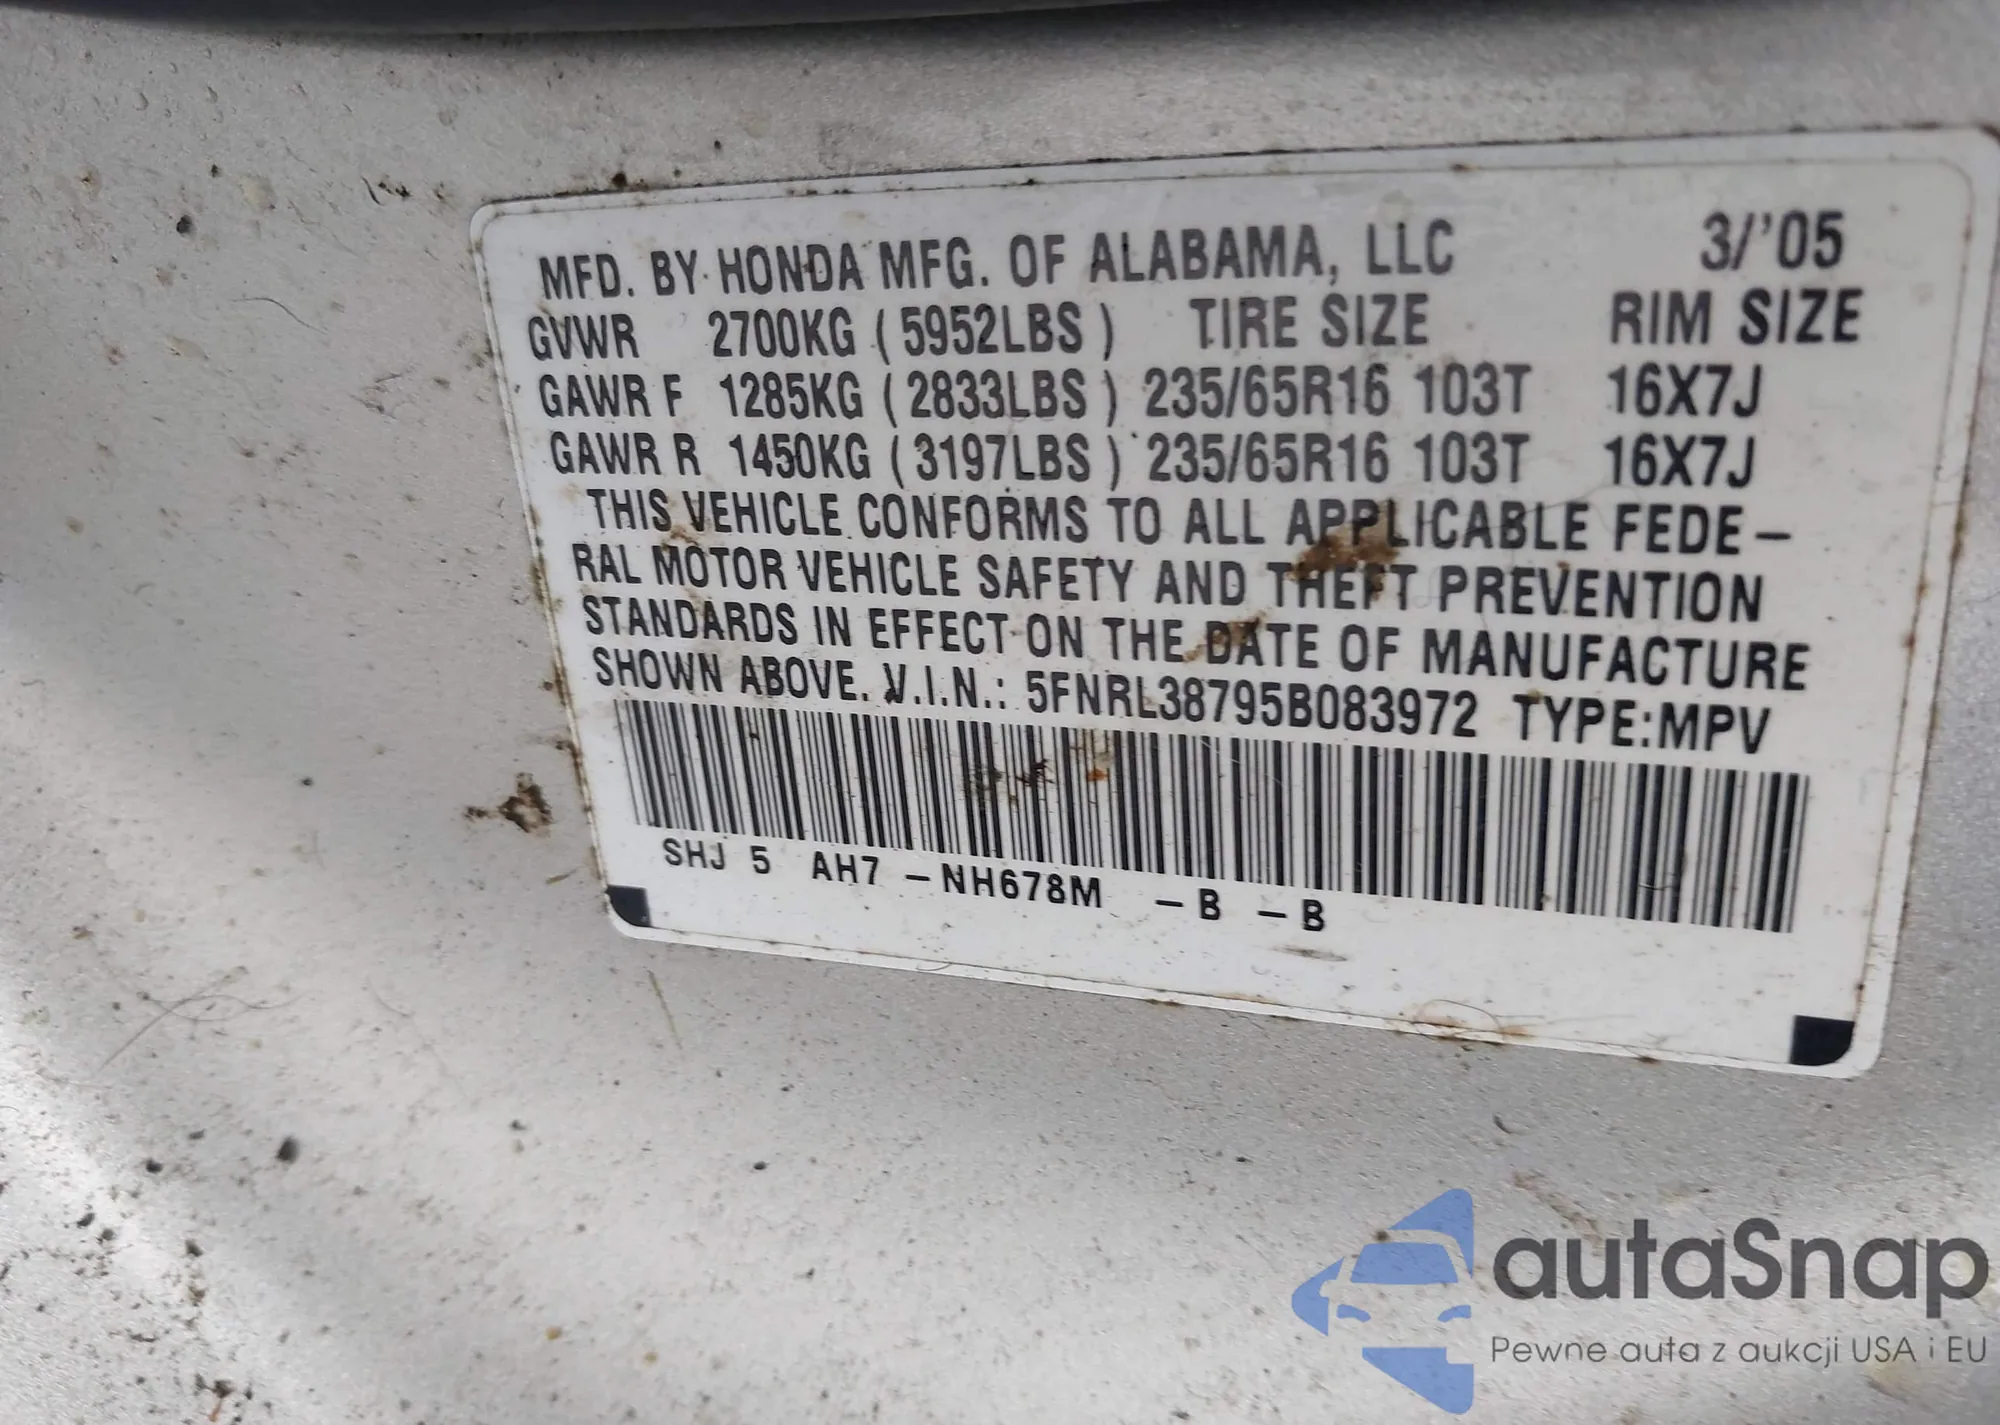 MFD. BY HONDA MFG. OF ALABAMA, LLC 3/'05
GVWR 2700KG (5952LBS) TIRE SIZE RIM SIZE
GAWR F 1285KG (2833LBS) 235/65R16 103T 16X7J
GAWR R 1450KG (3197LBS) 235/65R16 103T 16X7J
THIS VEHICLE CONFORMS TO ALL APPLICABLE FEDE-
RAL MOTOR VEHICLE SAFETY AND THEFT PREVENTION
STANDARDS IN EFFECT ON THE DATE OF MANUFACTURE
SHOWN ABOVE. V.I.N.: 5FNRL38795B083972 TYPE:MPV
SHJ 5 AH7 -NH678M -B -B
autaSnap
Pewne auta z aukcji USA i EU